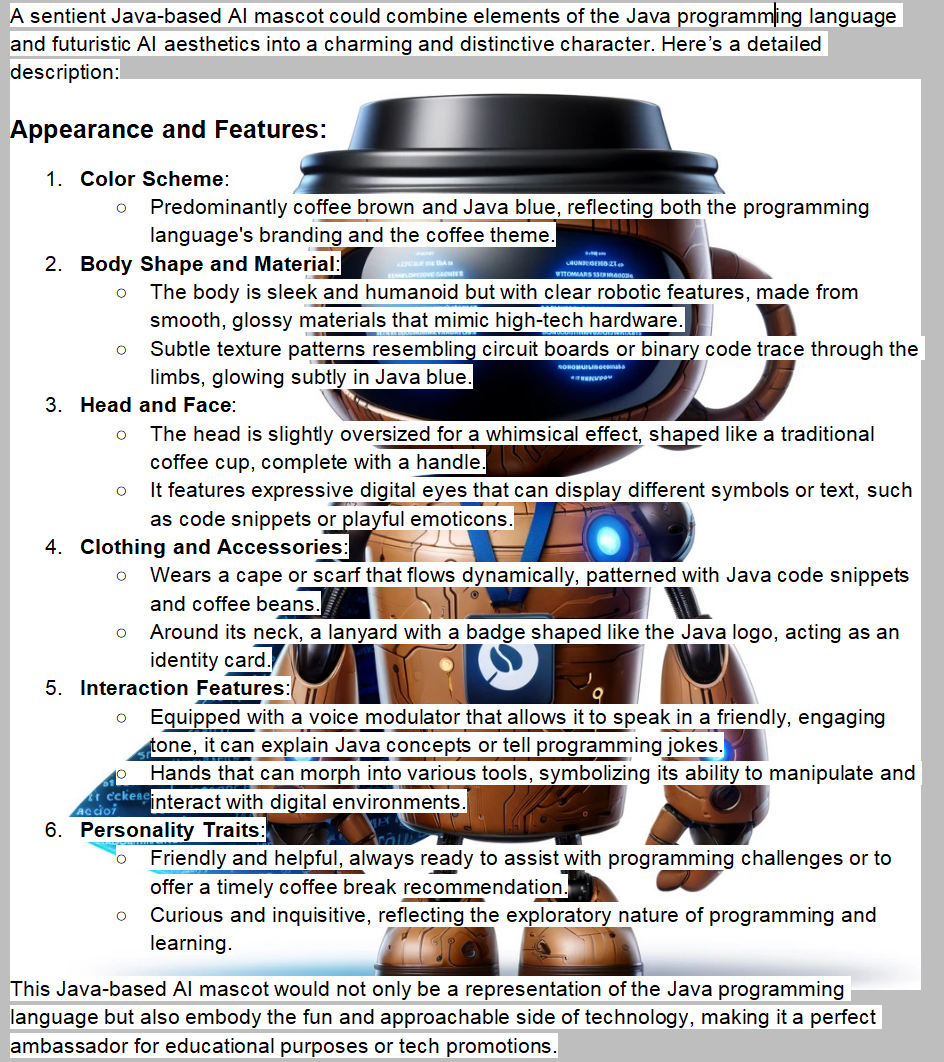 A sentient Java-based AI mascot could combine elements of the Java programming language
and futuristic AI aesthetics into a charming and distinctive character. Here’s a detailed
description:
Appearance and Features:
1. Color Scheme:
○ Predominantly coffee brown and Java blue, reflecting both the programming
language's branding and the coffee theme.
2. Body Shape and Material:
○ The body is sleek and humanoid but with clear robotic features, made from
smooth, glossy materials that mimic high-tech hardware.
○ Subtle texture patterns resembling circuit boards or binary code trace through the
limbs, glowing subtly in Java blue.
3. Head and Face:
○ The head is slightly oversized for a whimsical effect, shaped like a traditional
coffee cup, complete with a handle.
○ It features expressive digital eyes that can display different symbols or text, such
as code snippets or playful emoticons.
4. Clothing and Accessories:
○ Wears a cape or scarf that flows dynamically, patterned with Java code snippets
and coffee beans.
○ Around its neck, a lanyard with a badge shaped like the Java logo, acting as an
identity card.
5. Interaction Features:
○ Equipped with a voice modulator that allows it to speak in a friendly, engaging
tone, it can explain Java concepts or tell programming jokes.
○ Hands that can morph into various tools, symbolizing its ability to manipulate and
interact with digital environments.
6. Personality Traits:
○ Friendly and helpful, always ready to assist with programming challenges or to
offer a timely coffee break recommendation.
○ Curious and inquisitive, reflecting the exploratory nature of programming and
learning.
This Java-based AI mascot would not only be a representation of the Java programming
language but also embody the fun and approachable side of technology, making it a perfect
ambassador for educational purposes or tech promotions.